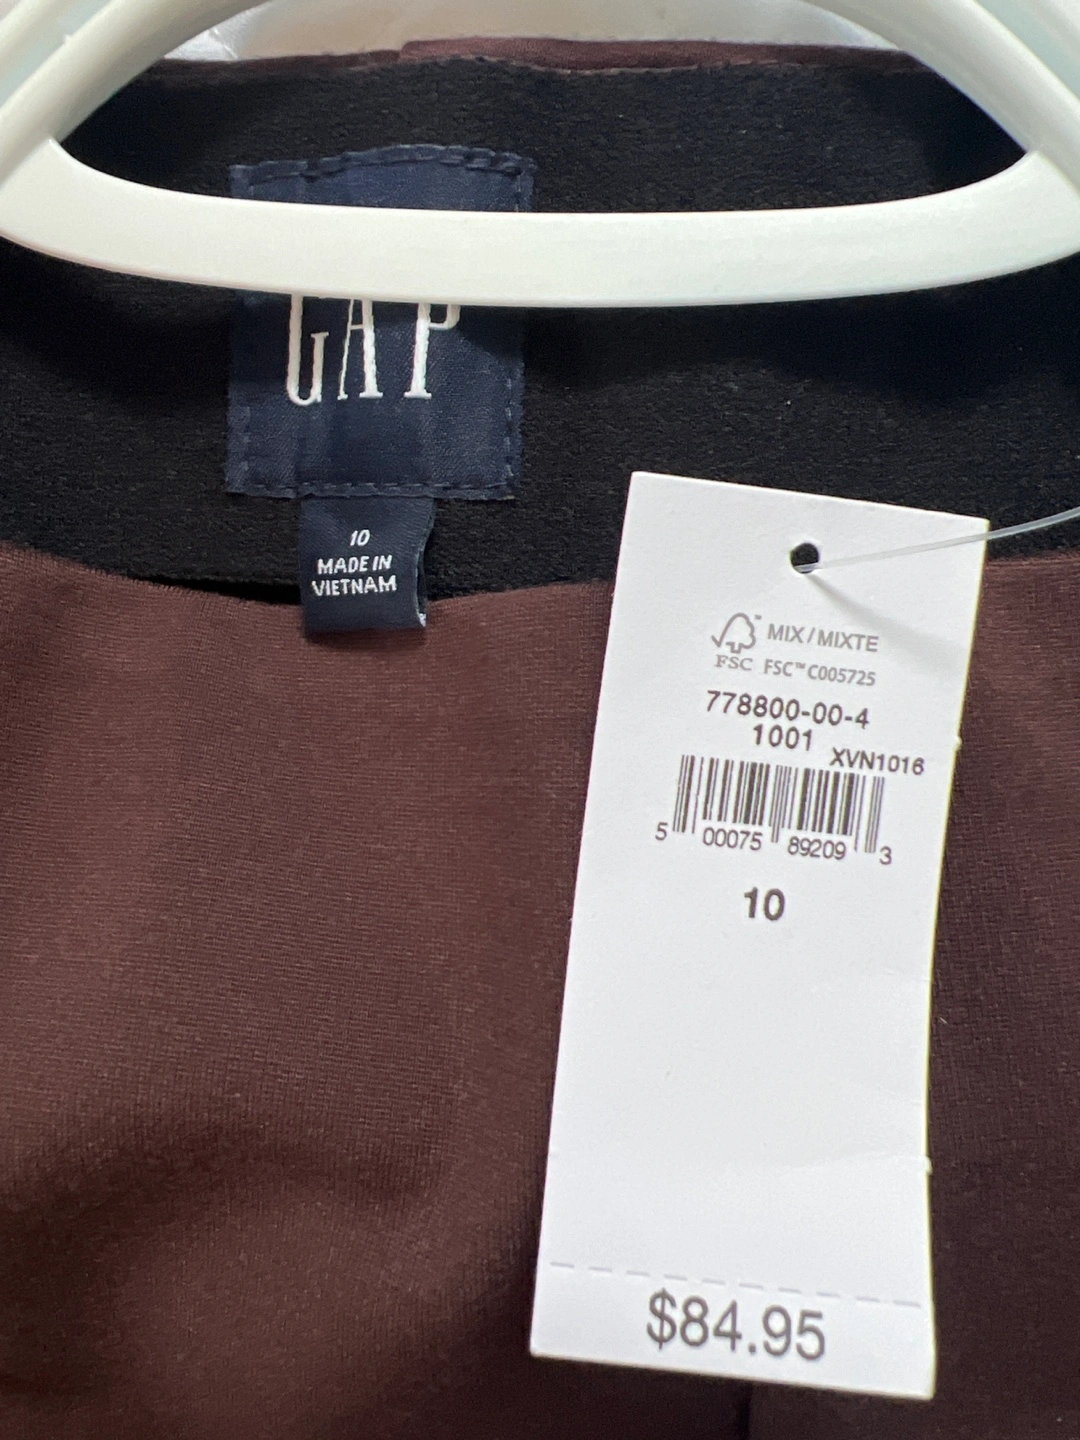 GAP
10
MADE IN
VIETNAM
MIX/MIXTE
FSC FSC™ C005725
778800-00-4
1001 XVN1016
5 00075 89209 3
10
$84.95